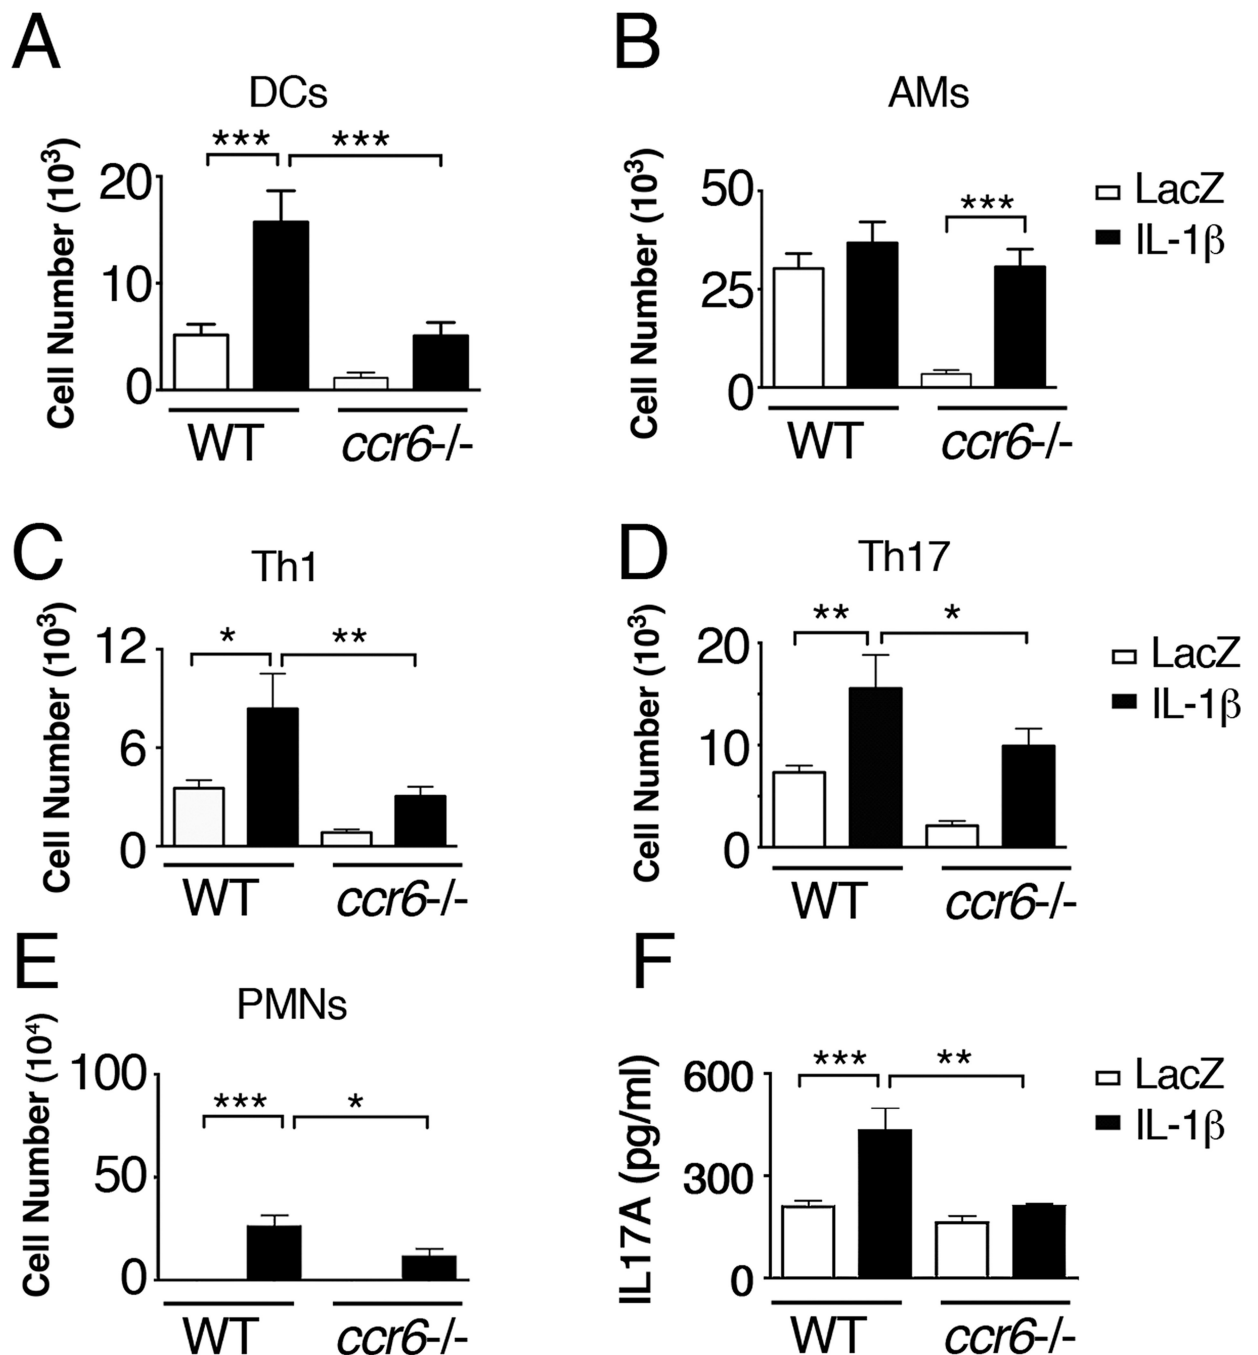 A
DCs
*** ***
Cell Number (10³)
20
10
0
WT ccr6-/-
B
AMs
***
Cell Number (10³)
50
25
0
WT ccr6-/-
LacZ
IL-1β
C
Th1
* **
Cell Number (10³)
12
6
0
WT ccr6-/-
D
Th17
** *
Cell Number (10³)
20
10
0
WT ccr6-/-
LacZ
IL-1β
E
PMNs
*** *
Cell Number (10⁴)
100
50
0
WT ccr6-/-
F
*** **
IL17A (pg/ml)
600
300
0
WT ccr6-/-
LacZ
IL-1β